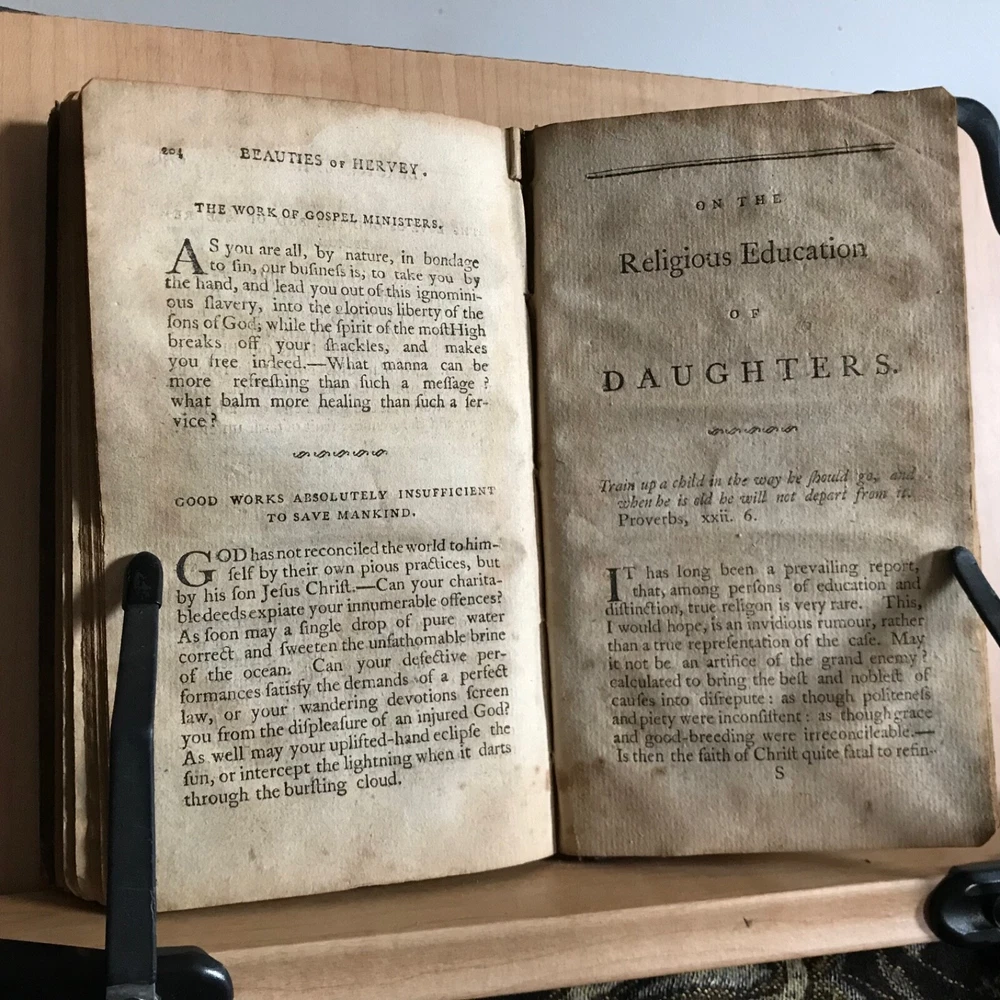 204 BEAUTIES OF HERVEY.
THE WORK OF GOSPEL MINISTERS.
AS you are all, by nature, in bondage
to ſin, our buſineſs is, to take you by
the hand, and lead you out of this ignomini-
ous ſlavery, into the glorious liberty of the
ſons of God; while the ſpirit of the moſt High
breaks off your ſhackles, and makes
you free indeed.—What manna can be
more refreſhing than ſuch a meſſage ?
what balm more healing than ſuch a ſer-
vice ?
GOOD WORKS ABSOLUTELY INSUFFICIENT
TO SAVE MANKIND.
GOD has not reconciled the world to him-
ſelf by their own pious practices, but
by his ſon Jeſus Chriſt.—Can your charita-
ble deeds expiate your innumerable offences?
As ſoon may a ſingle drop of pure water
correct and ſweeten the unfathomable brine
of the ocean. Can your defective per-
formances ſatisfy the demands of a perfect
law, or your wandering devotions ſcreen
you from the diſpleaſure of an injured God?
As well may your uplifted-hand eclipſe the
ſun, or intercept the lightning when it darts
through the burſting cloud.
ON THE
Religious Education
OF
DAUGHTERS.
Train up a child in the way he ſhould go, and
when he is old he will not depart from it.
Proverbs, xxii. 6.
IT has long been a prevailing report,
that, among perſons of education and
diſtinction, true religon is very rare. This,
I would hope, is an invidious rumour, rather
than a true repreſentation of the caſe. May
it not be an artifice of the grand enemy ?
calculated to bring the beſt and nobleſt of
cauſes into diſrepute : as though politeneſs
and piety were inconſiſtent : as though grace
and good-breeding were irreconcileable.—
Is then the faith of Chriſt quite fatal to refin-
S